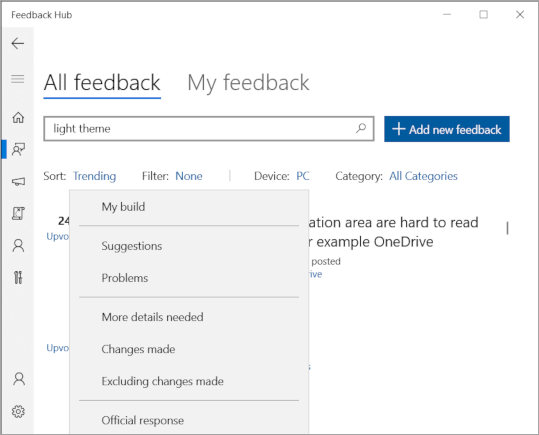 Feedback Hub
All feedback My feedback
light theme
Add new feedback
Sort: Trending Filter: None Device: PC Category: All Categories
My build
24
ation area are hard to read
Upvo
r example OneDrive
Suggestions
posted
Problems
rive
More details needed
Upvo
Changes made
Excluding changes made
Official response